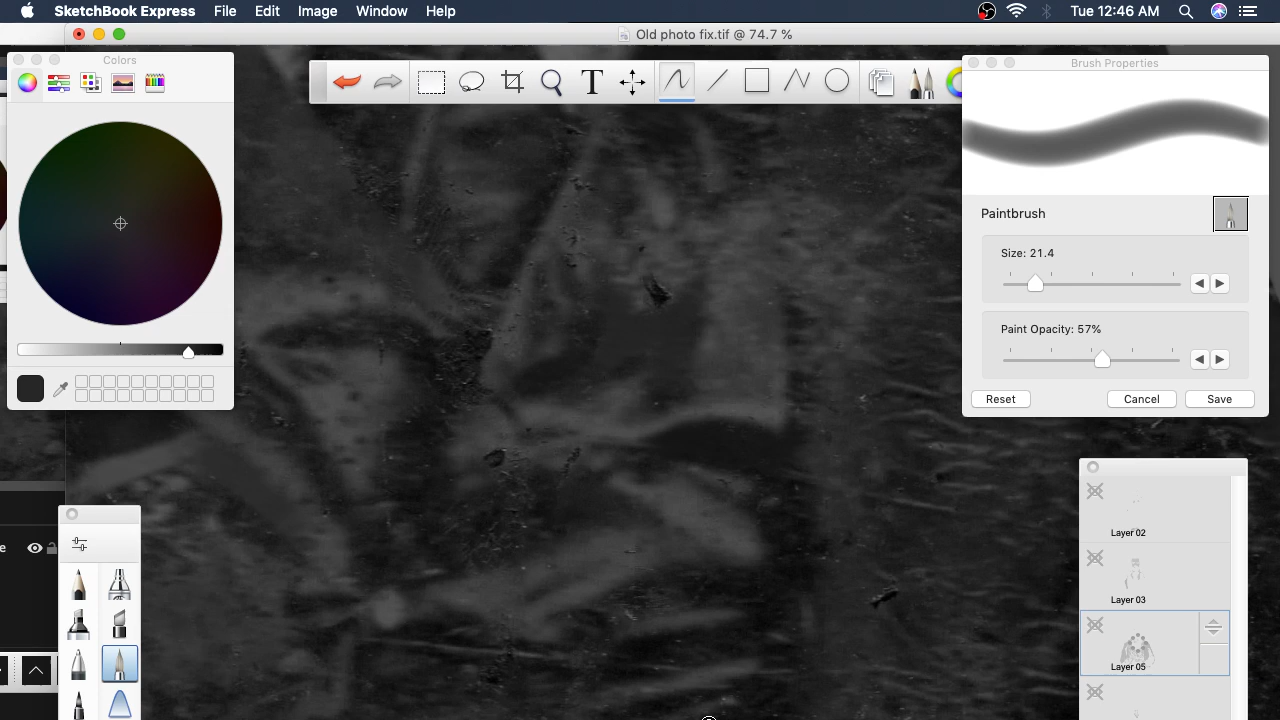 SketchBook Express File Edit Image Window Help Tue 12:46 AM
Old photo fix.tif @ 74.7 %
Colors
Brush Properties
T
Paintbrush
Size: 21.4
Paint Opacity: 57%
Reset Cancel Save
Layer 02
Layer 03
Layer 05
e